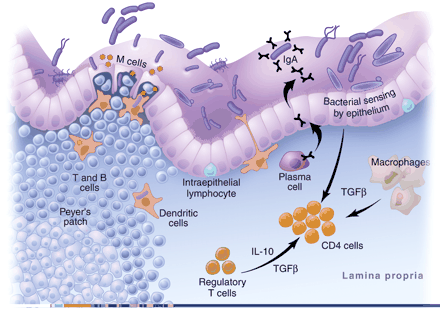 M cells
IgA
Bacterial sensing
by epithelium
T and B
cells
Intraepithelial
lymphocyte
Plasma
cell
Macrophages
TGFβ
Peyer's
patch
Dendritic
cells
CD4 cells
IL-10
TGFβ
Regulatory
T cells
Lamina propria